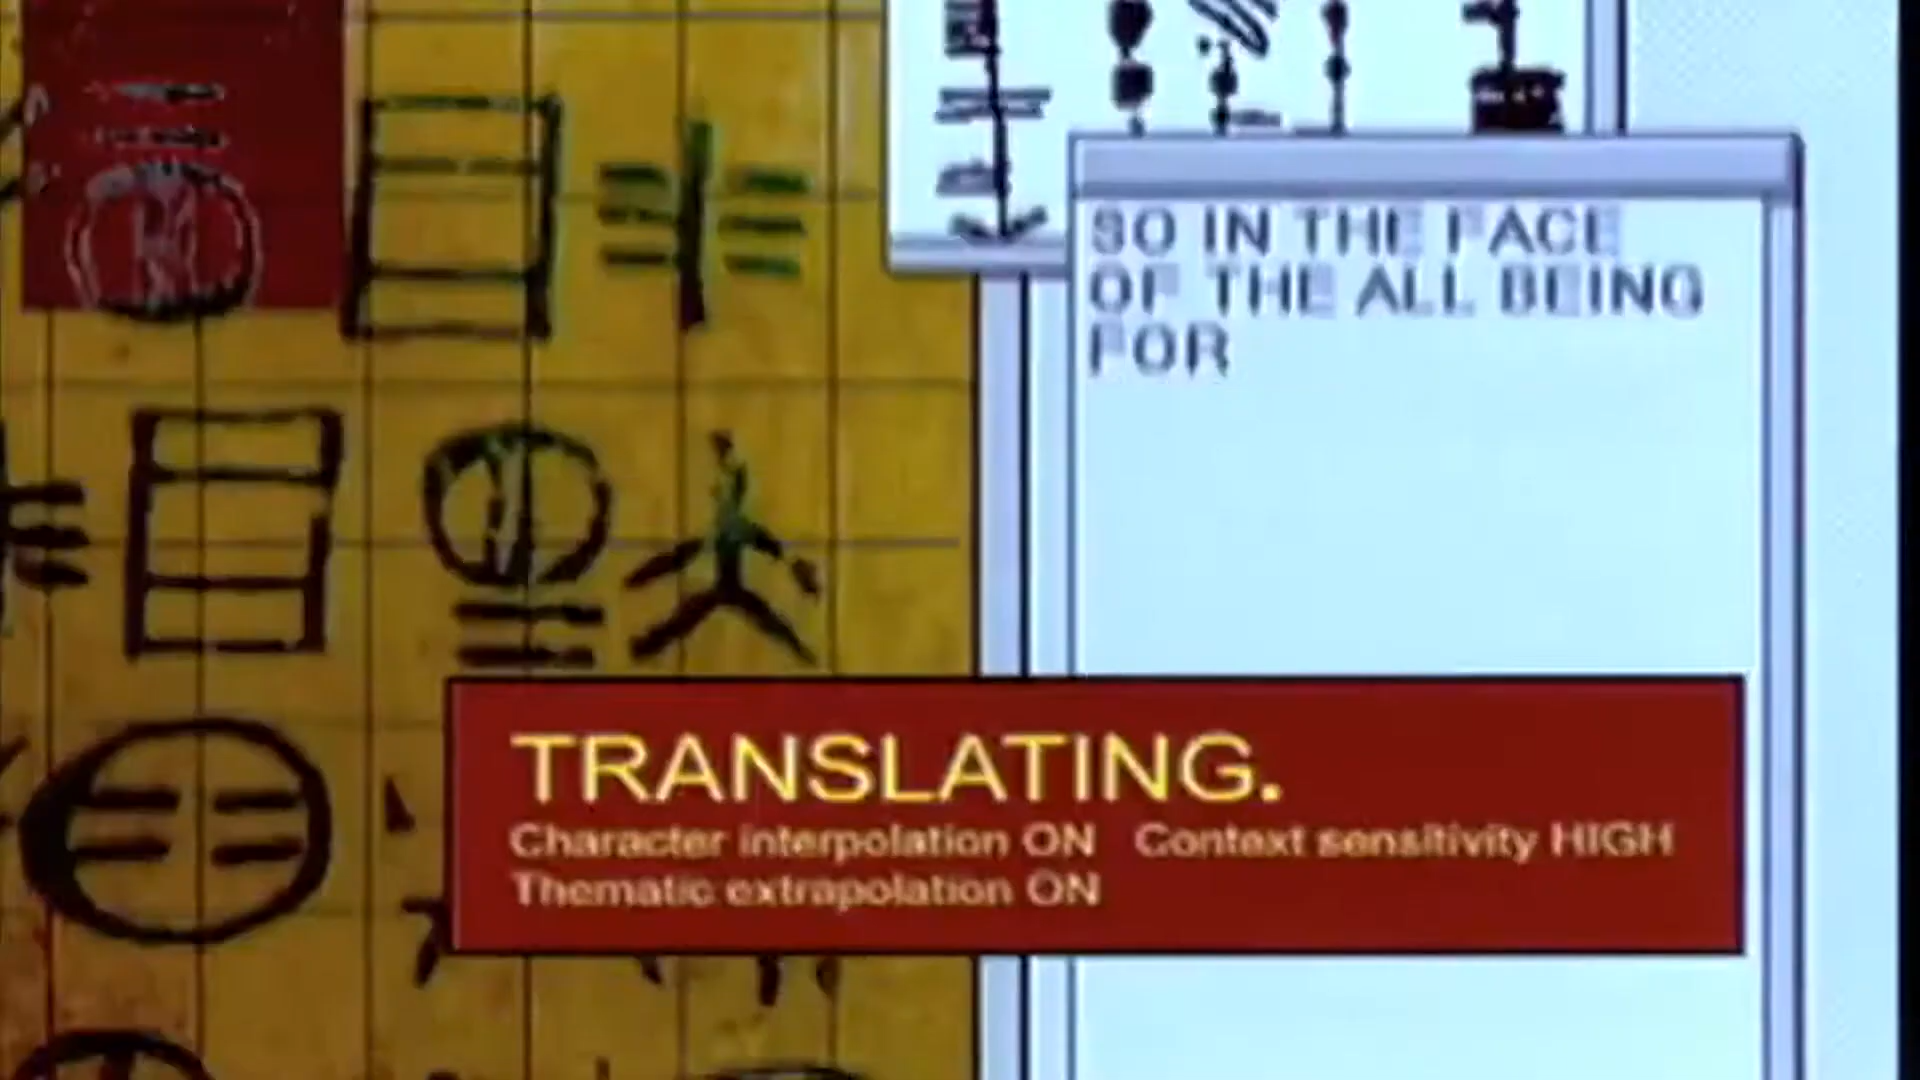 SO IN THE FACE
OF THE ALL BEING
FOR
TRANSLATING.
Character interpolation ON Context sensitivity HIGH
Thematic extrapolation ON